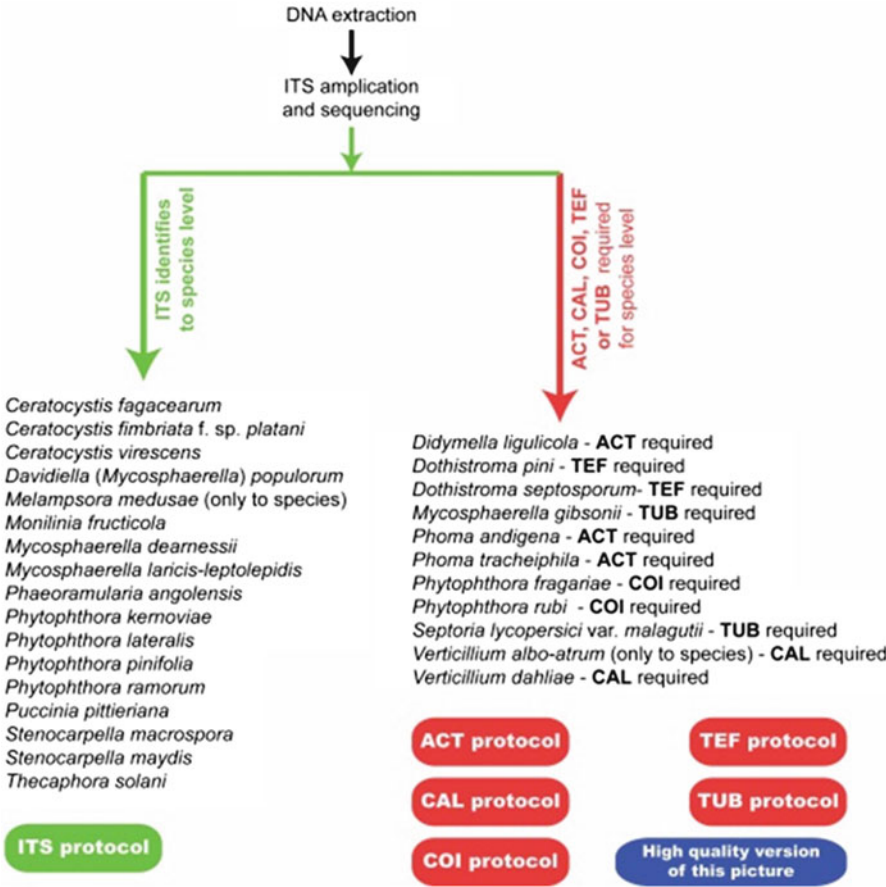 DNA extraction
ITS amplication
and sequencing
ITS identifies
to species level
ACT, CAL, COI, TEF
or TUB required
for species level
Ceratocystis fagacearum
Ceratocystis fimbriata f. sp. platani
Ceratocystis virescens
Davidiella (Mycosphaerella) populorum
Melampsora medusae (only to species)
Monilinia fructicola
Mycosphaerella dearnessii
Mycosphaerella laricis-leptolepidis
Phaeoramularia angolensis
Phytophthora kernoviae
Phytophthora lateralis
Phytophthora pinifolia
Phytophthora ramorum
Puccinia pittieriana
Stenocarpella macrospora
Stenocarpella maydis
Thecaphora solani
ITS protocol
Didymella ligulicola - ACT required
Dothistroma pini - TEF required
Dothistroma septosporum- TEF required
Mycosphaerella gibsonii - TUB required
Phoma andigena - ACT required
Phoma tracheiphila - ACT required
Phytophthora fragariae - COI required
Phytophthora rubi - COI required
Septoria lycopersici var. malagutii - TUB required
Verticillium albo-atrum (only to species) - CAL required
Verticillium dahliae - CAL required
ACT protocol
TEF protocol
CAL protocol
TUB protocol
COI protocol
High quality version
of this picture